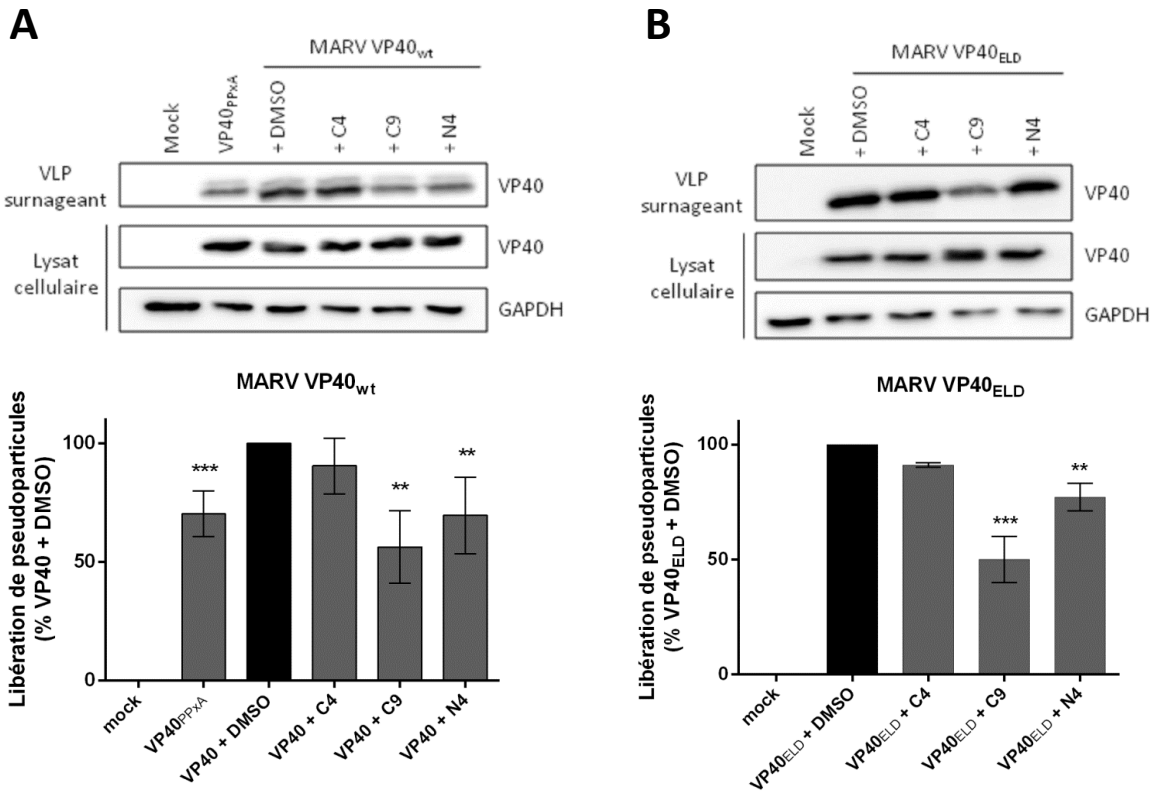 A
MARV VP40wt
Mock
VP40PPxA
+ DMSO
+ C4
+ C9
+ N4
VLP
surnageant
VP40
Lysat
cellulaire
VP40
GAPDH
MARV VP40wt
Libération de pseudoparticules
(% VP40 + DMSO)
100
50
0
***
**
**
mock
VP40PPxA
VP40 + DMSO
VP40 + C4
VP40 + C9
VP40 + N4
B
MARV VP40ELD
Mock
+ DMSO
+ C4
+ C9
+ N4
VLP
surnageant
VP40
Lysat
cellulaire
VP40
GAPDH
MARV VP40ELD
Libération de pseudoparticules
(% VP40ELD + DMSO)
100
50
0
***
**
mock
VP40ELD + DMSO
VP40ELD + C4
VP40ELD + C9
VP40ELD + N4